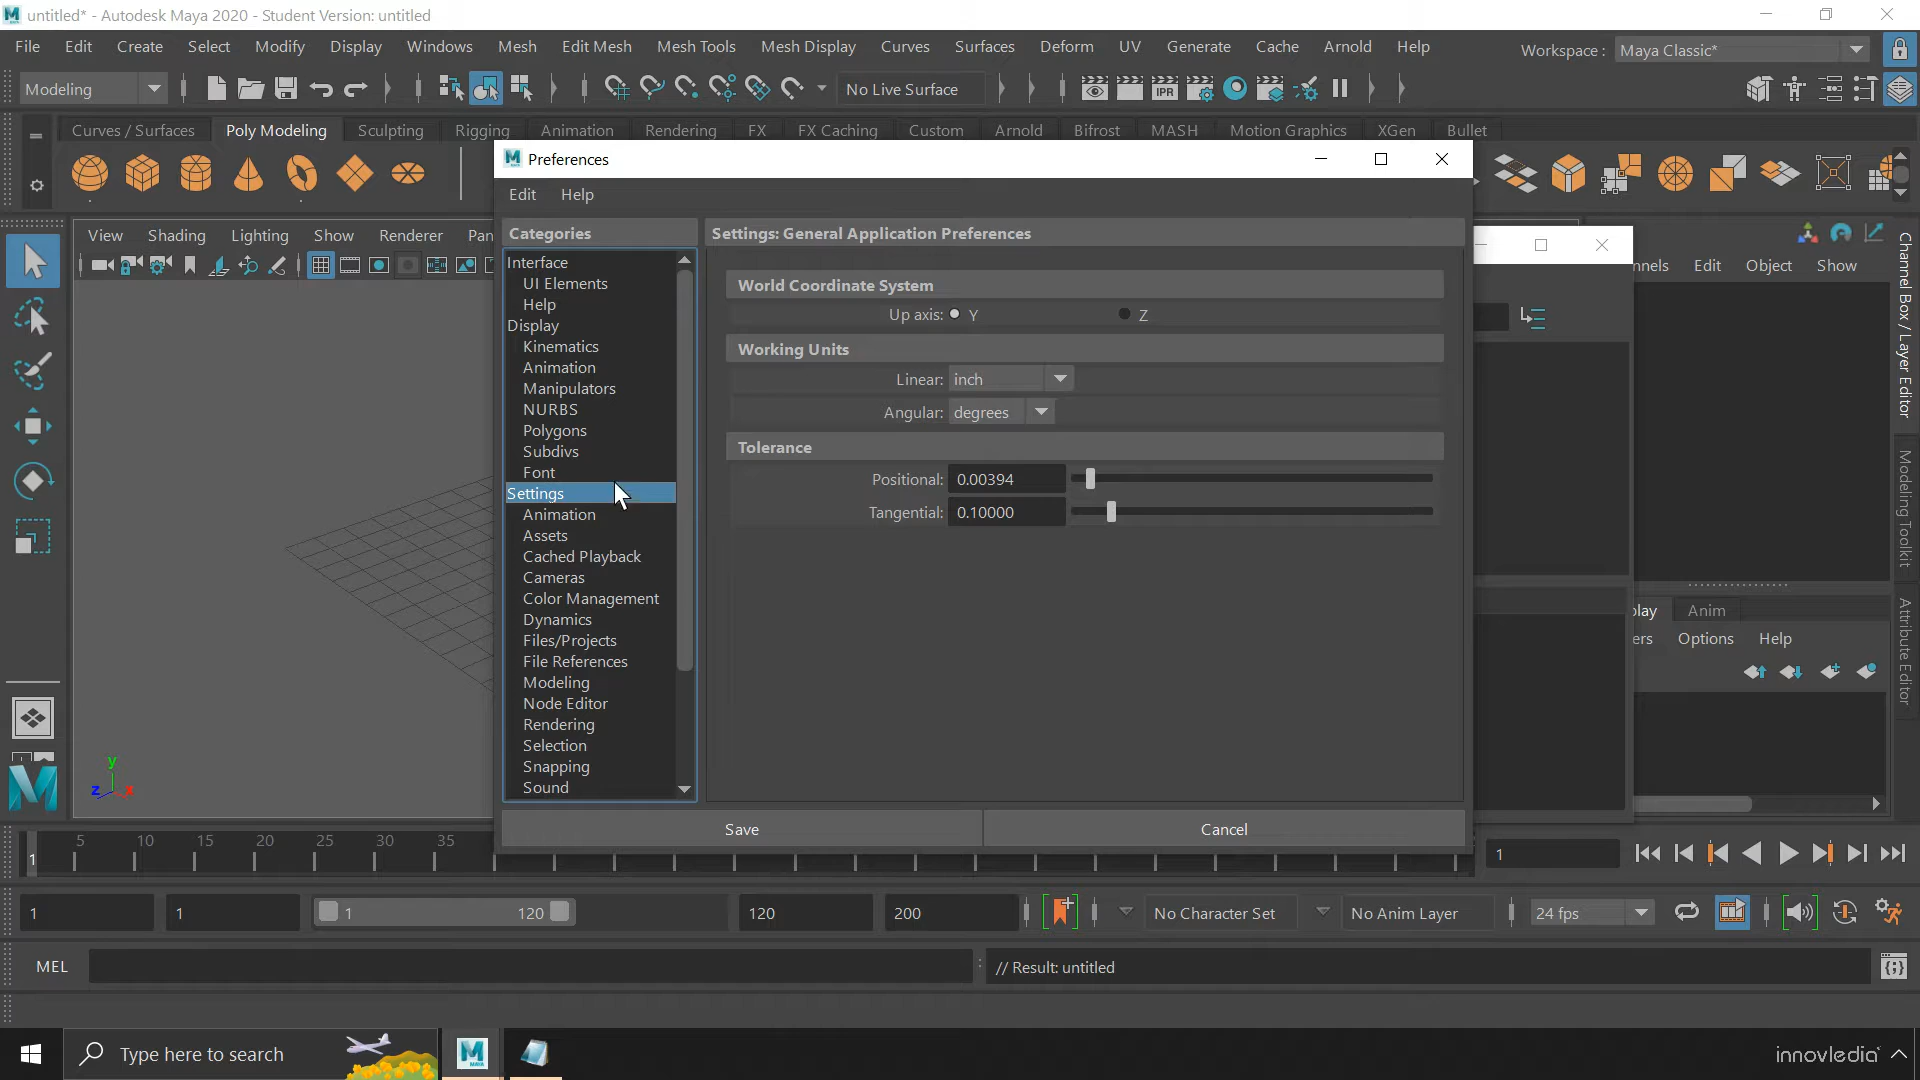 untitled* - Autodesk Maya 2020 - Student Version: untitled
File Edit Create Select Modify Display Windows Mesh Edit Mesh Mesh Tools Mesh Display Curves Surfaces Deform UV Generate Cache Arnold Help Workspace : Maya Classic*
Modeling No Live Surface IPR
Curves / Surfaces Poly Modeling Sculpting Rigging Animation Rendering FX FX Caching Custom Arnold Bifrost MASH Motion Graphics XGen Bullet
Preferences
Edit Help
View Shading Lighting Show Renderer Pan
Categories
Settings: General Application Preferences
Interface
UI Elements
Help
Display
Kinematics
Animation
Manipulators
NURBS
Polygons
Subdivs
Font
Settings
Animation
Assets
Cached Playback
Cameras
Color Management
Dynamics
Files/Projects
File References
Modeling
Node Editor
Rendering
Selection
Snapping
Sound
World Coordinate System
Up axis: Y Z
Working Units
Linear: inch
Angular: degrees
Tolerance
Positional: 0.00394
Tangential: 0.10000
Save Cancel
nnels Edit Object Show
Channel Box / Layer Editor
Modeling Toolkit
Attribute Editor
play Anim
ers Options Help
y
z x
MAYA
5 10 15 20 25 30 35
1
1
1 1 1 120 120 200 No Character Set No Anim Layer 24 fps
MEL // Result: untitled
Type here to search
innovledia